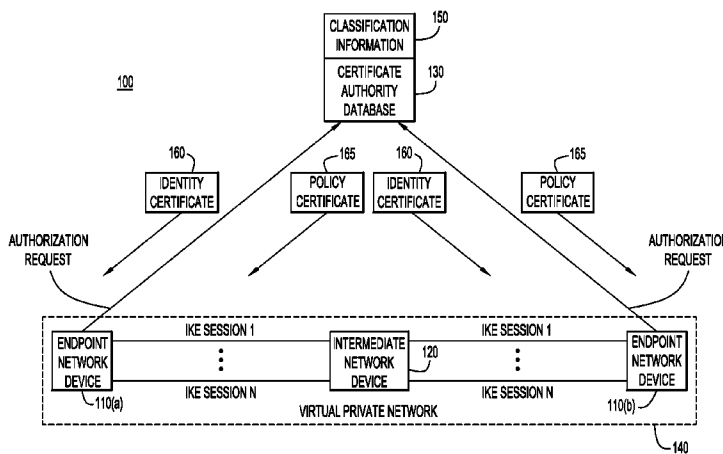 CLASSIFICATION
INFORMATION
150
CERTIFICATE
AUTHORITY
DATABASE
130
100
160
IDENTITY
CERTIFICATE
165
POLICY
CERTIFICATE
160
IDENTITY
CERTIFICATE
165
POLICY
CERTIFICATE
AUTHORIZATION
REQUEST
AUTHORIZATION
REQUEST
ENDPOINT
NETWORK
DEVICE
110(a)
IKE SESSION 1
IKE SESSION N
INTERMEDIATE
NETWORK
DEVICE
120
IKE SESSION 1
IKE SESSION N
ENDPOINT
NETWORK
DEVICE
110(b)
VIRTUAL PRIVATE NETWORK
140